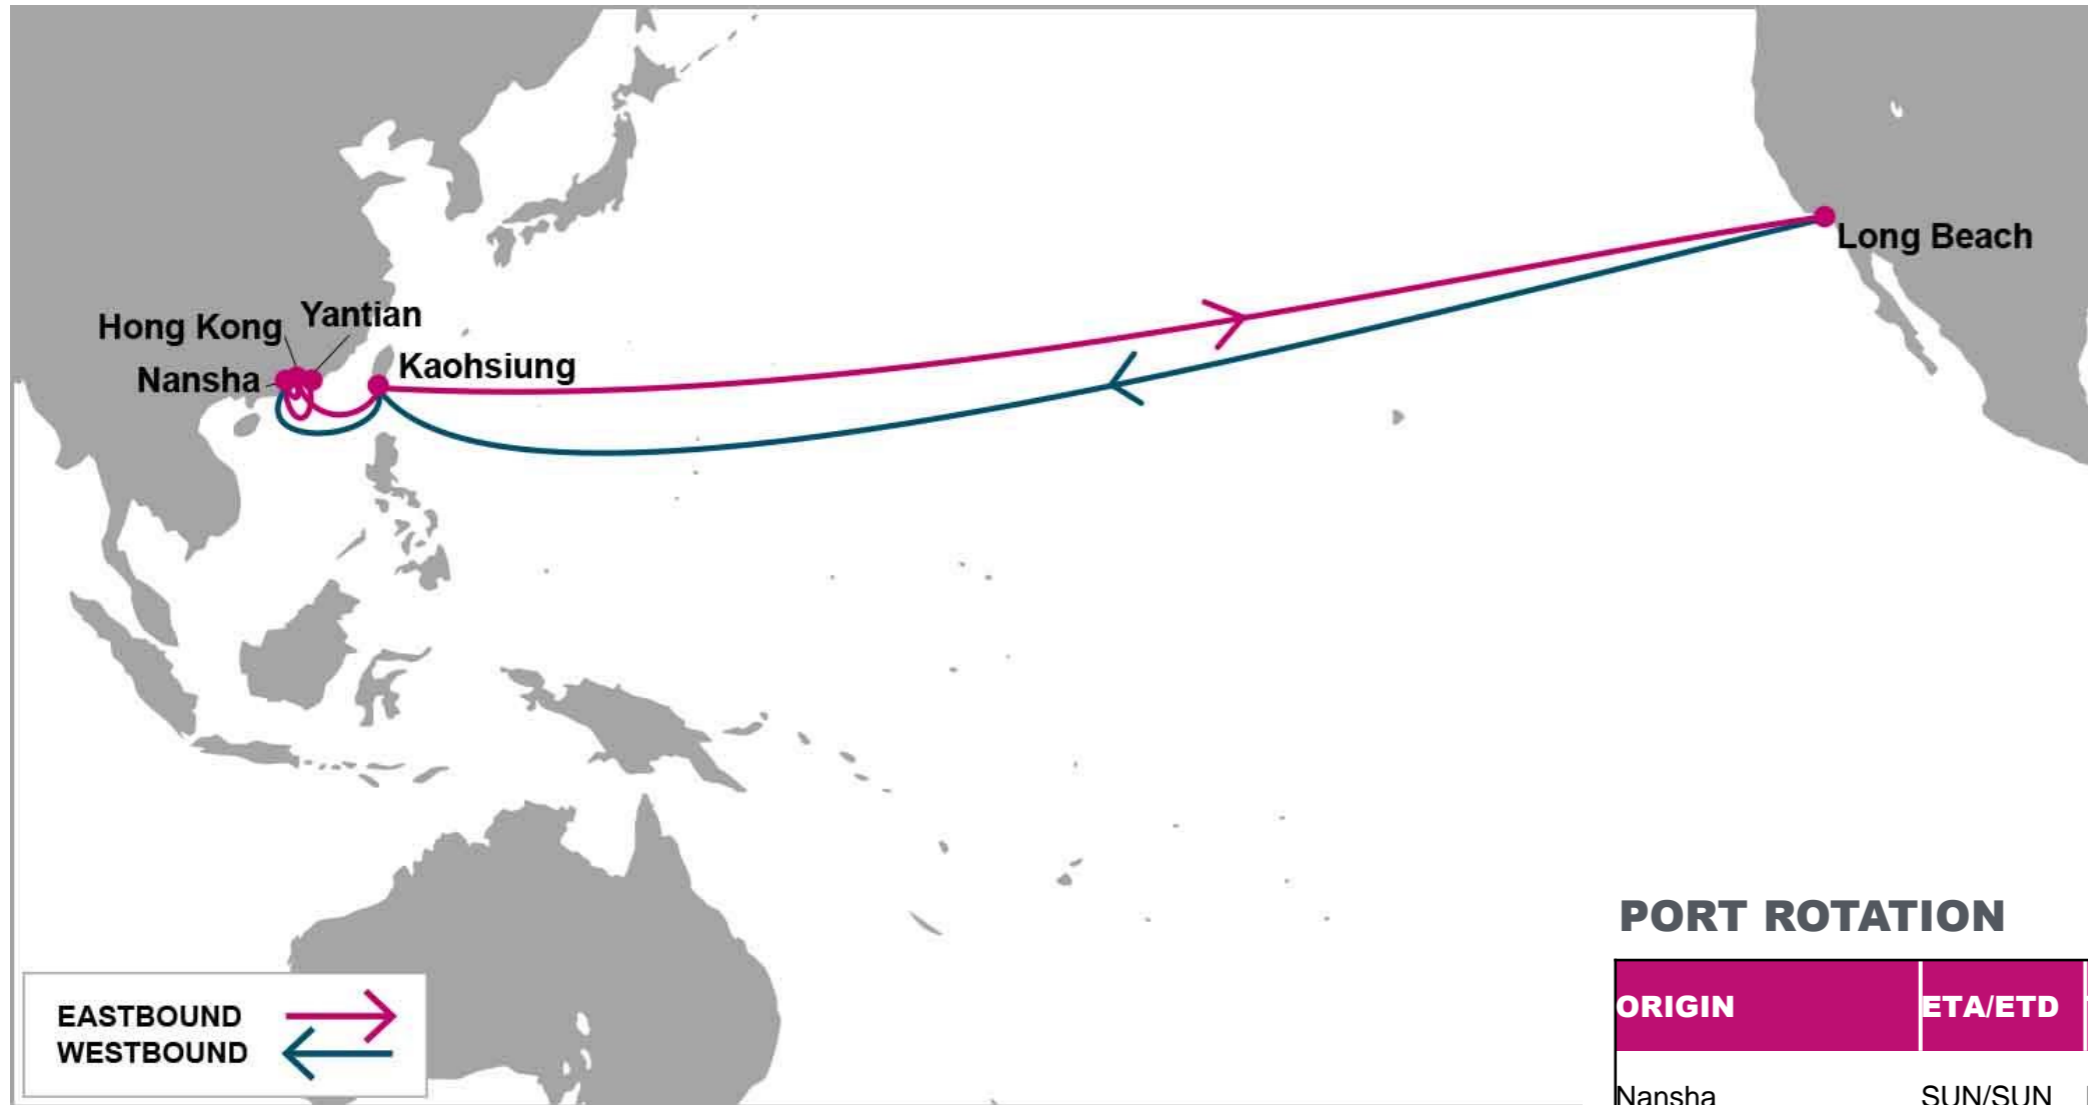 Long Beach
Hong Kong
Yantian
Nansha
Kaohsiung
PORT ROTATION
ORIGIN ETA/ETD
Nansha SUN/SUN
EASTBOUND
WESTBOUND